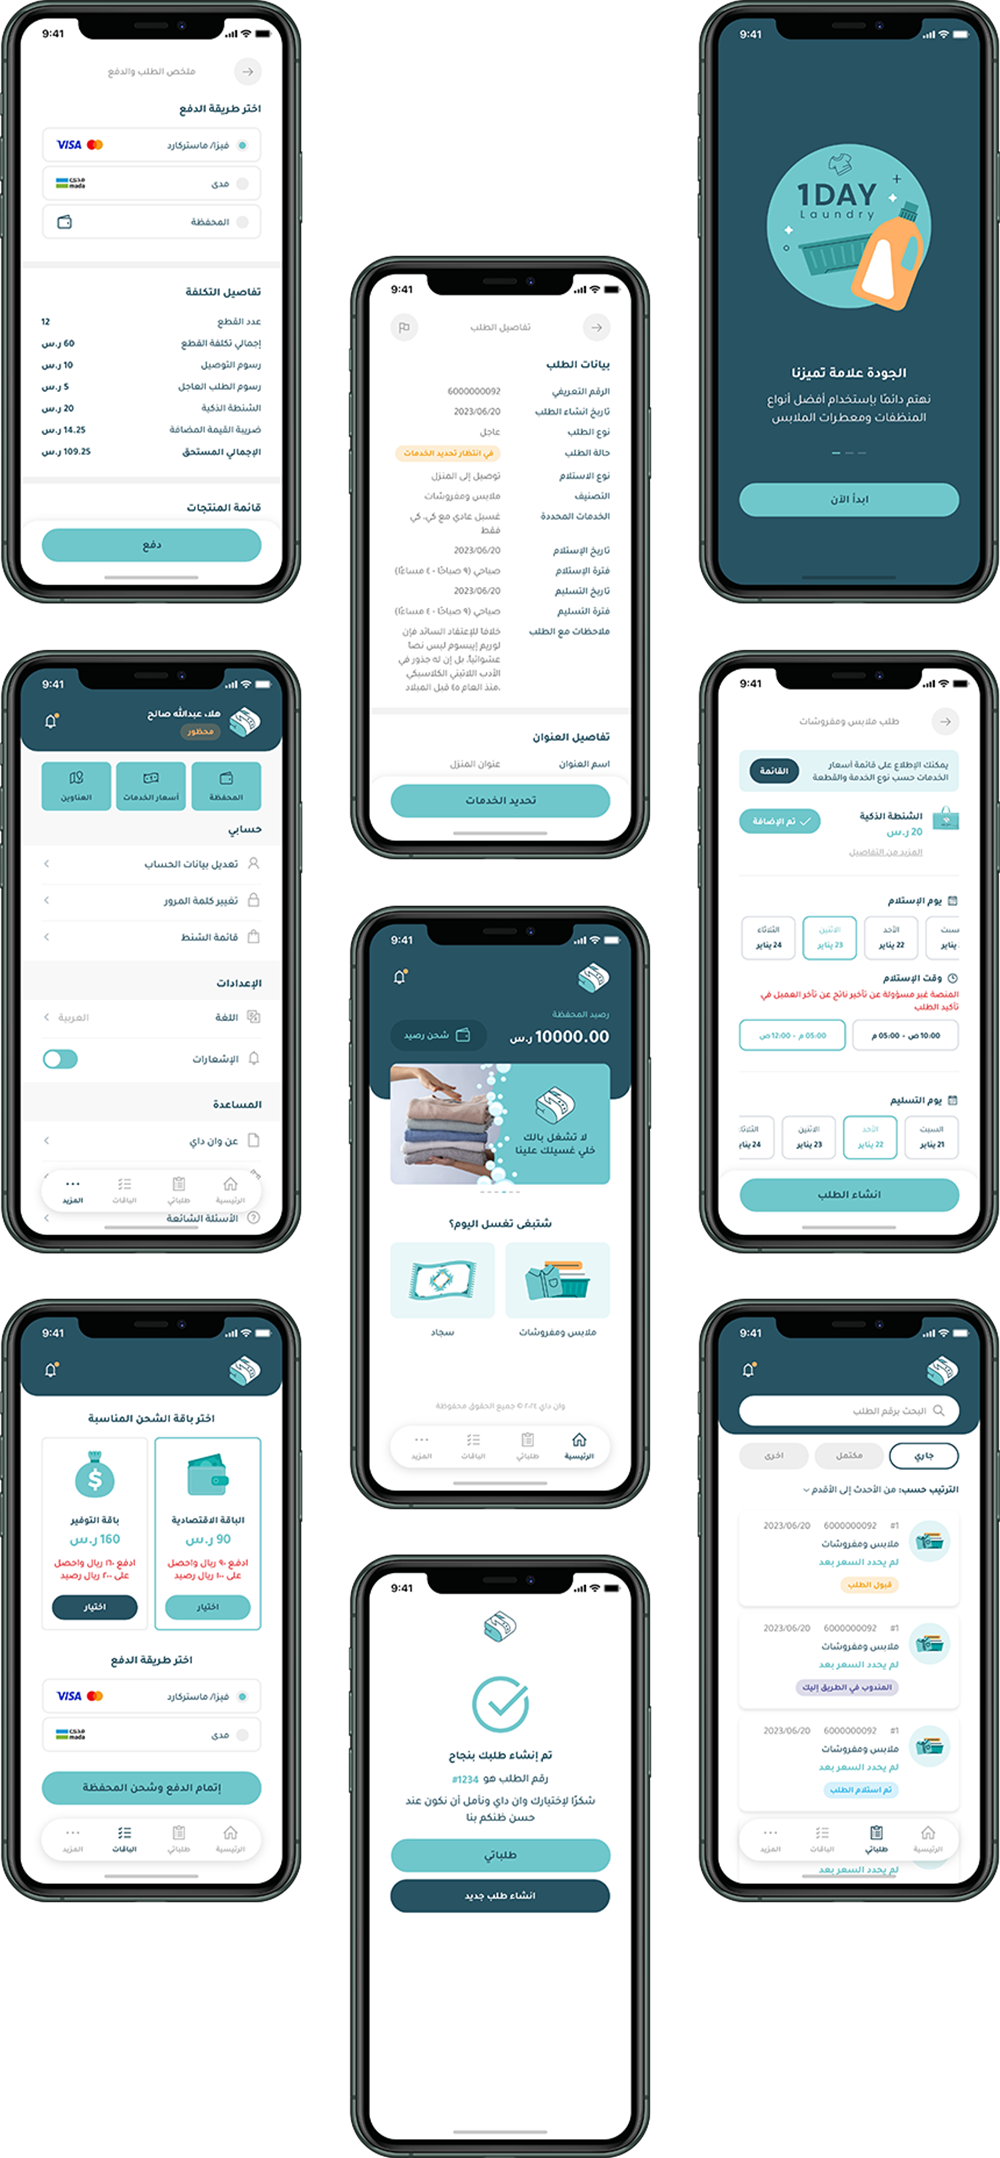 9:41
ملخص الطلب والدفع
اختر طريقة الدفع
فيزا/ ماستركارد
VISA
مدى
مدى
mada
المحفظة
تفاصيل التكلفة
عدد القطع 12
إجمالي تكلفة القطع 60 ر.س
رسوم التوصيل 10 ر.س
رسوم الطلب العاجل 5 ر.س
الشنطة الذكية 20 ر.س
ضريبة القيمة المضافة 14.25 ر.س
الإجمالي المستحق 109.25 ر.س
قائمة المنتجات
دفع
9:41
1DAY
Laundry
الجودة علامة تميزنا
نهتم دائمًا بإستخدام أفضل أنواع
المنظفات ومعطرات الملابس
ابدأ الآن
9:41
تفاصيل الطلب
بيانات الطلب
الرقم التعريفي 6000000092
تاريخ انشاء الطلب 2023/06/20
نوع الطلب عاجل
حالة الطلب في انتظار تحديد الخدمات
نوع الاستلام توصيل إلى المنزل
التصنيف ملابس ومفروشات
الخدمات المحددة غسيل عادي مع كي، كي
فقط
تاريخ الإستلام 2023/06/20
فترة الإستلام صباحي (٩ صباحًا - ٤ مساءًا)
تاريخ التسليم 2023/06/20
فترة التسليم صباحي (٩ صباحًا - ٤ مساءًا)
ملاحظات مع الطلب خلافا للإعتقاد السائد فإن
لوريم إيبسوم ليس نصا
عشوائياً، بل إن له جذور في
الأدب اللاتيني الكلاسيكي
منذ العام ٤٥ قبل الميلاد.
تفاصيل العنوان
اسم العنوان عنوان المنزل
تحديد الخدمات
9:41
هلا، عبدالله صالح
محظور
المحفظة
أسعار الخدمات
العناوين
حسابي
تعديل بيانات الحساب
تغيير كلمة المرور
قائمة الشنط
الإعدادات
اللغة العربية
الإشعارات
المساعدة
عن وان داي
الرئيسية
طلباتي
الباقات
المزيد
الأسئلة الشائعة
9:41
طلب ملابس ومفروشات
يمكنك الإطلاع على قائمة أسعار
الخدمات حسب نوع الخدمة والقطعة
القائمة
الشنطة الذكية
20 ر.س
تم الإضافة
المزيد من التفاصيل
يوم الإستلام
سبت
الأحد
22 يناير
الاثنين
23 يناير
الثلاثاء
24 يناير
وقت الإستلام
المنصة غير مسؤولة عن تأخير ناتج عن تأخر العميل في
تأكيد الطلب
10:00 ص - 05:00 م
05:00 م - 12:00 ص
يوم التسليم
السبت
21 يناير
الأحد
22 يناير
الاثنين
23 يناير
الثلاثا
24 يناير
انشاء الطلب
9:41
رصيد المحفظة
10000.00 ر.س
شحن رصيد
لا تشغل بالك
خلي غسيلك علينا
شتبغى تغسل اليوم؟
ملابس ومفروشات
سجاد
وان داي ٢٠٢٤ © جميع الحقوق محفوظة
الرئيسية
طلباتي
الباقات
المزيد
9:41
اختر باقة الشحن المناسبة
الباقة الاقتصادية
90 ر.س
ادفع ٩٠ ريال واحصل
على ١٠٠ ريال رصيد
اختيار
باقة التوفير
160 ر.س
ادفع ١٦٠ ريال واحصل
على ٢٠٠ ريال رصيد
اختيار
اختر طريقة الدفع
فيزا/ ماستركارد
VISA
مدى
مدى
mada
إتمام الدفع وشحن المحفظة
الرئيسية
طلباتي
الباقات
المزيد
9:41
البحث برقم الطلب
جاري
مكتمل
اخرى
الترتيب حسب: من الأحدث إلى الأقدم
#1 6000000092 2023/06/20
ملابس ومفروشات
لم يحدد السعر بعد
قبول الطلب
#1 6000000092 2023/06/20
ملابس ومفروشات
لم يحدد السعر بعد
المندوب في الطريق إليك
#1 6000000092 2023/06/20
ملابس ومفروشات
لم يحدد السعر بعد
تم استلام الطلب
الرئيسية
طلباتي
الباقات
المزيد
لم يحدد السعر بعد
9:41
تم إنشاء طلبك بنجاح
رقم الطلب هو #1234
شكرًا لإختيارك وان داي ونأمل أن نكون عند
حسن ظنكم بنا
طلباتي
انشاء طلب جديد